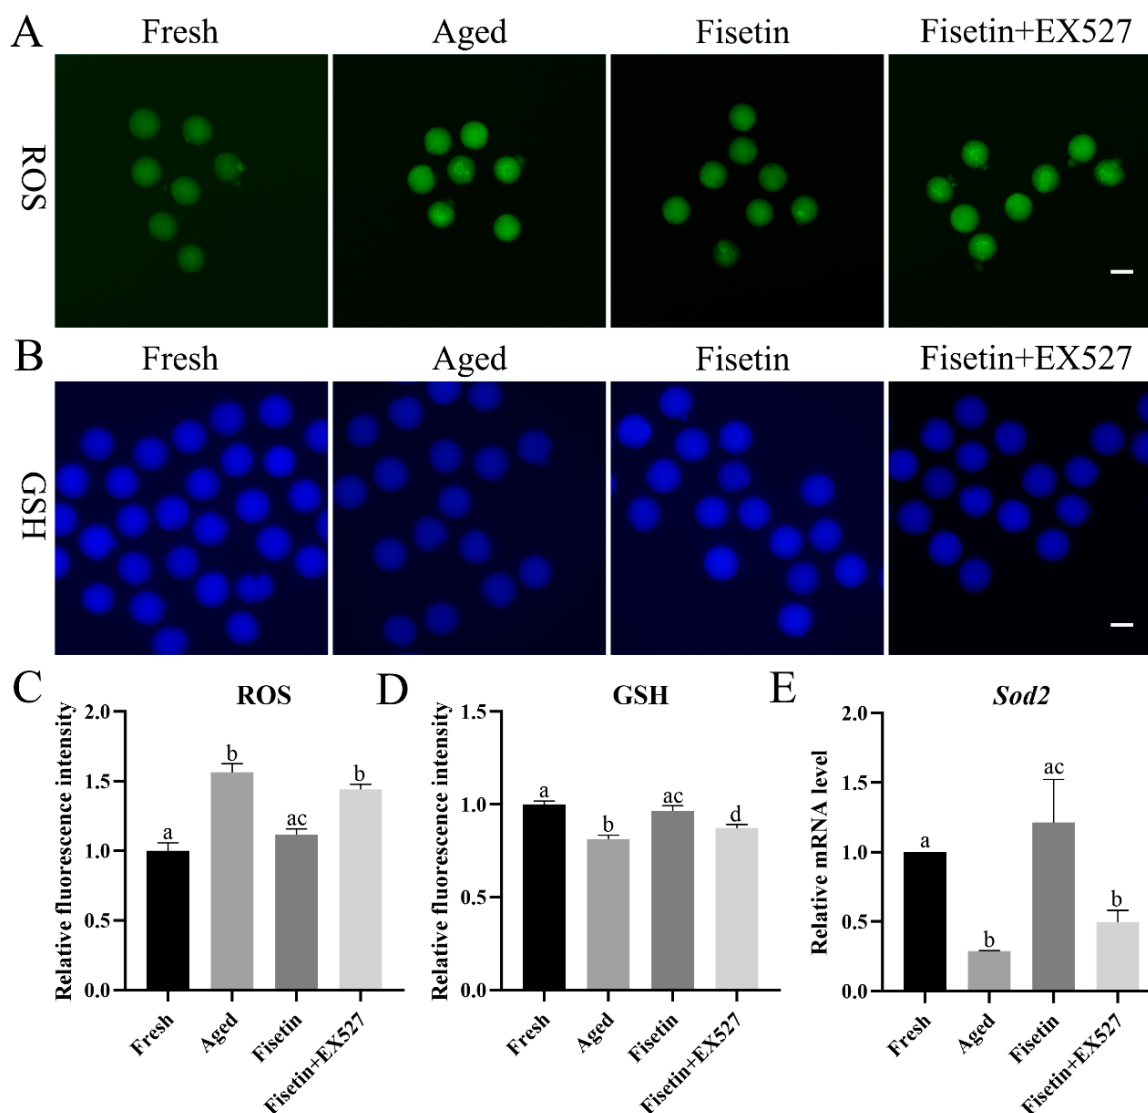 A
Fresh Aged Fisetin Fisetin+EX527
ROS
B
Fresh Aged Fisetin Fisetin+EX527
GSH
C
ROS
Relative fluorescence intensity
2.0
1.5
1.0
0.5
0.0
a
b
ac
b
Fresh
Aged
Fisetin
Fisetin+EX527
D
GSH
Relative fluorescence intensity
1.5
1.0
0.5
0.0
a
b
ac
d
Fresh
Aged
Fisetin
Fisetin+EX527
E
Sod2
Relative mRNA level
2.0
1.5
1.0
0.5
0.0
a
b
ac
b
Fresh
Aged
Fisetin
Fisetin+EX527